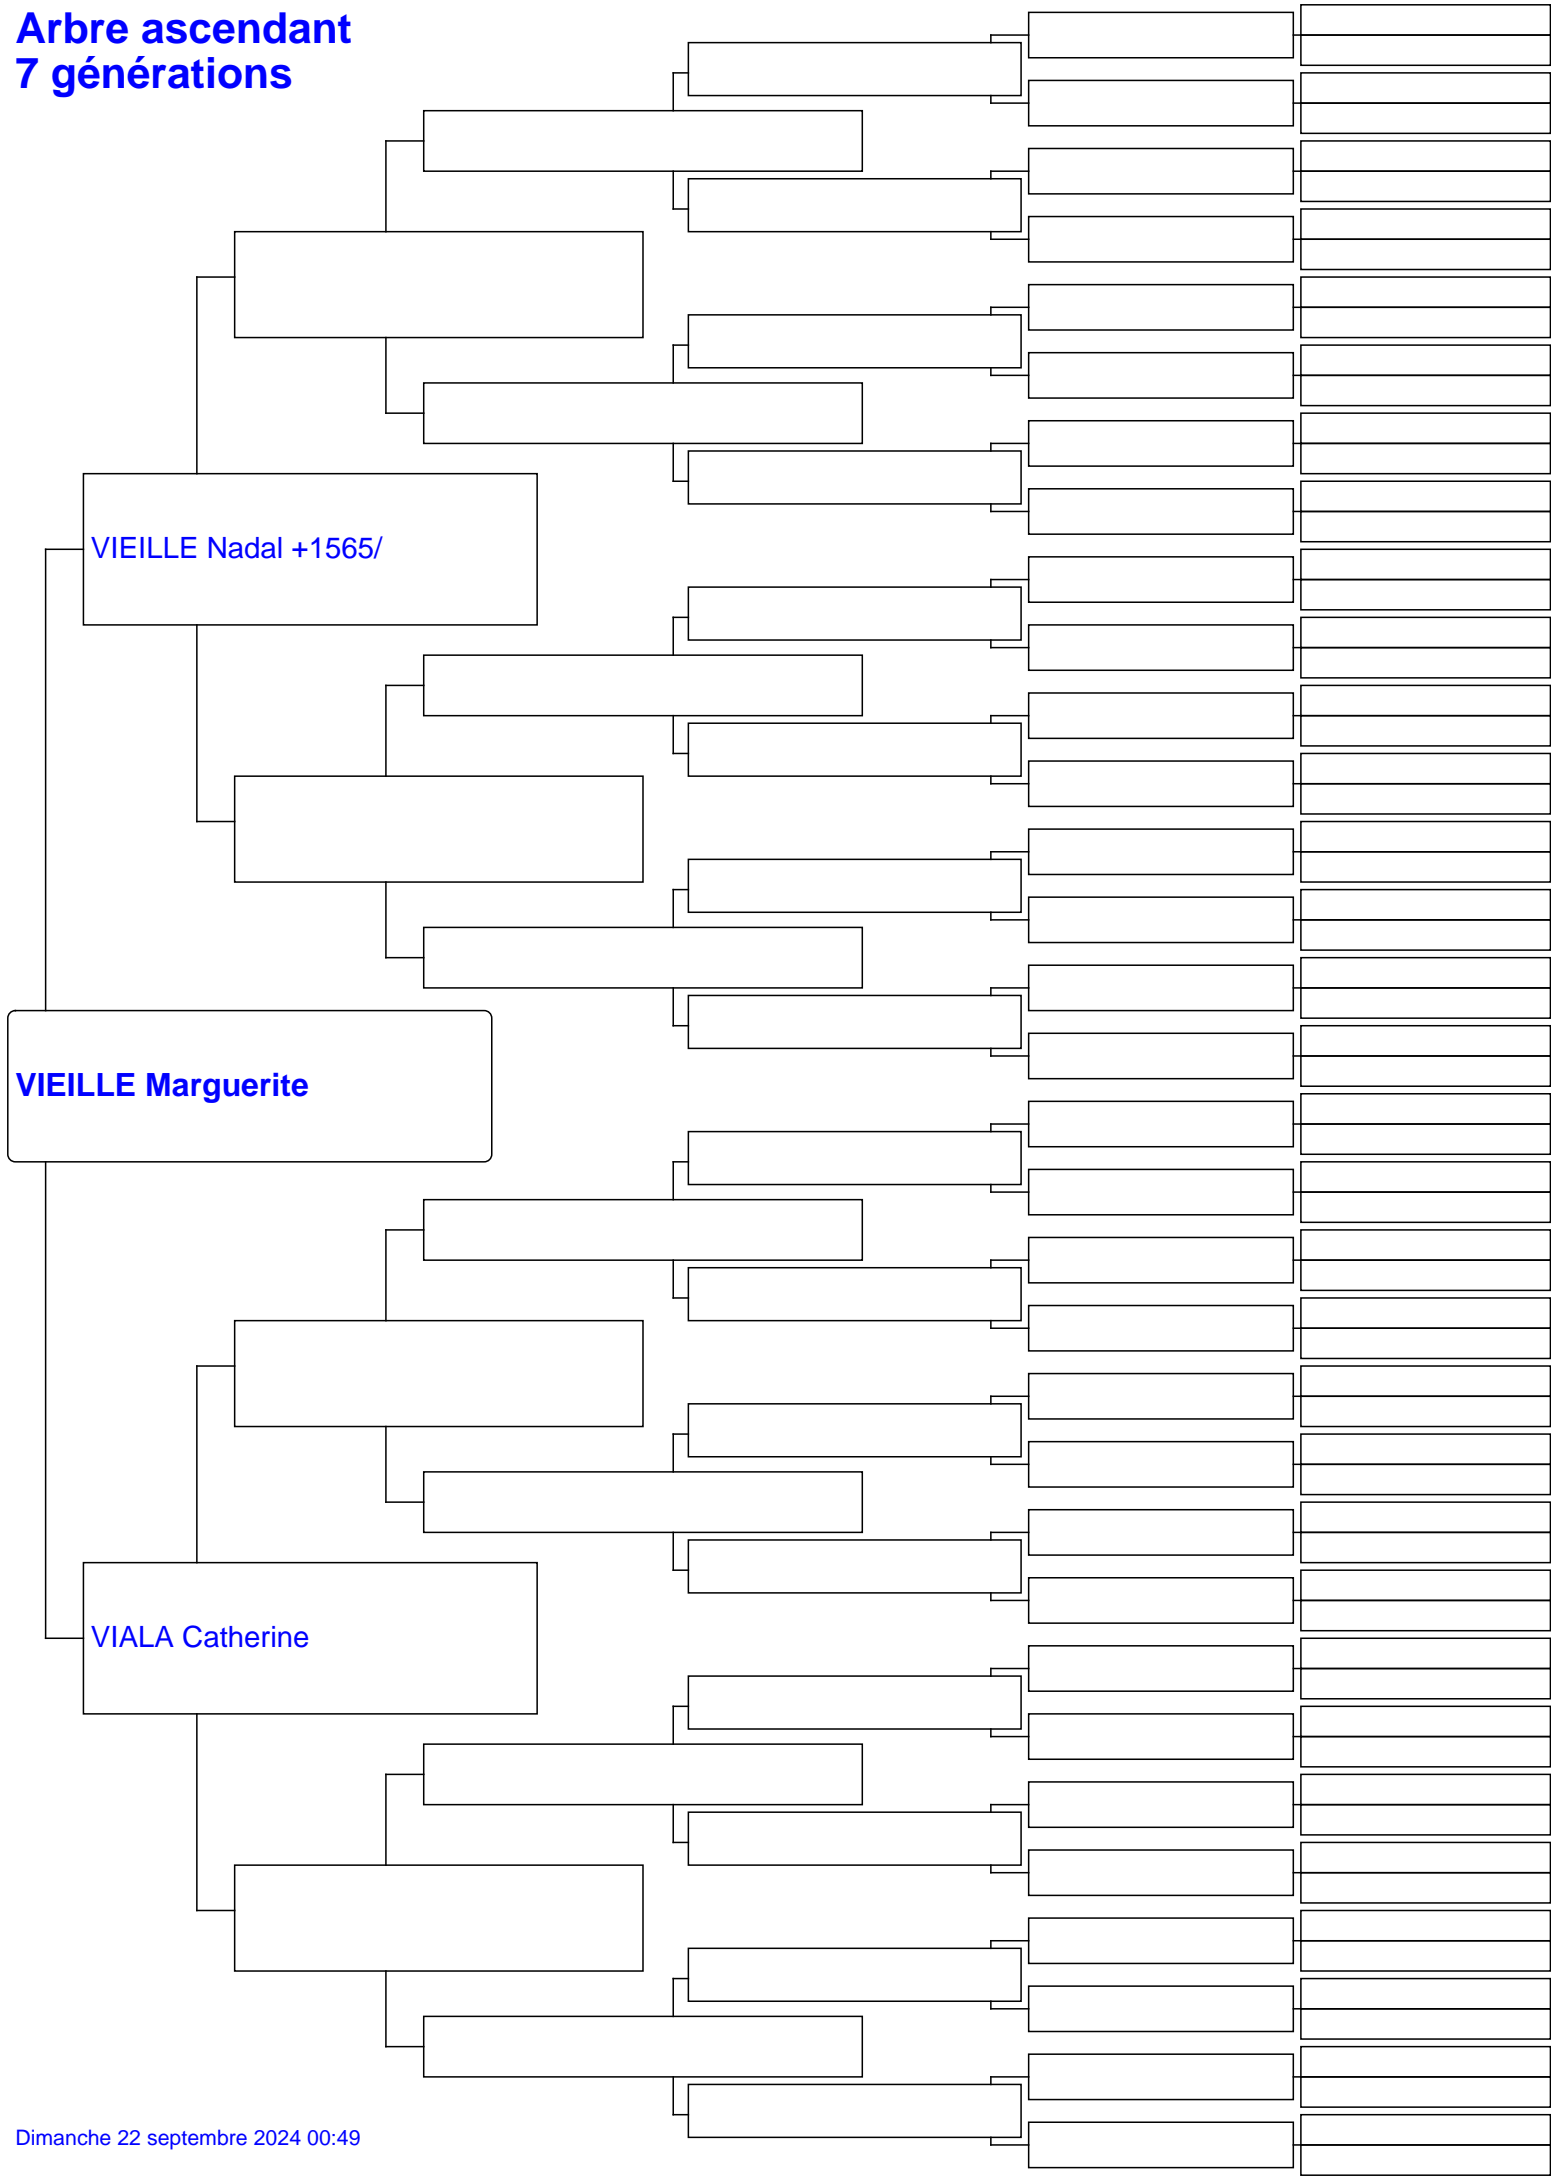 Arbre ascendant
7 générations
VIEILLE Nadal +1565/
VIEILLE Marguerite
VIALA Catherine
Dimanche 22 septembre 2024 00:49